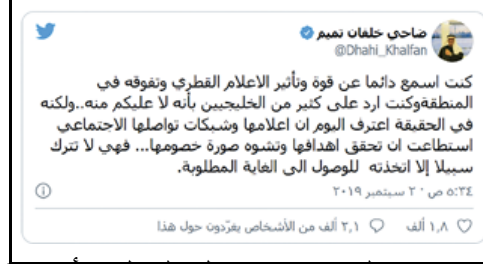 ضاحي خلفان تميم
@Dhahi_Khalfan
كنت اسمع دائما عن قوة وتأثير الاعلام القطري وتفوقه في
المنطقةوكنت ارد على كثير من الخليجيين بأنه لا عليكم منه..ولكنه
في الحقيقة اعترف اليوم ان اعلامها وشبكات تواصلها الاجتماعي
استطاعت ان تحقق اهدافها وتشوه صورة خصومها... فهي لا تترك
سبيلا إلا اتخذته للوصول الى الغاية المطلوبة.
٥:٣٤ ص · ٢ سبتمبر ٢٠١٩
١,٨ ألف ٢,١ ألف من الأشخاص يغرّدون حول هذا